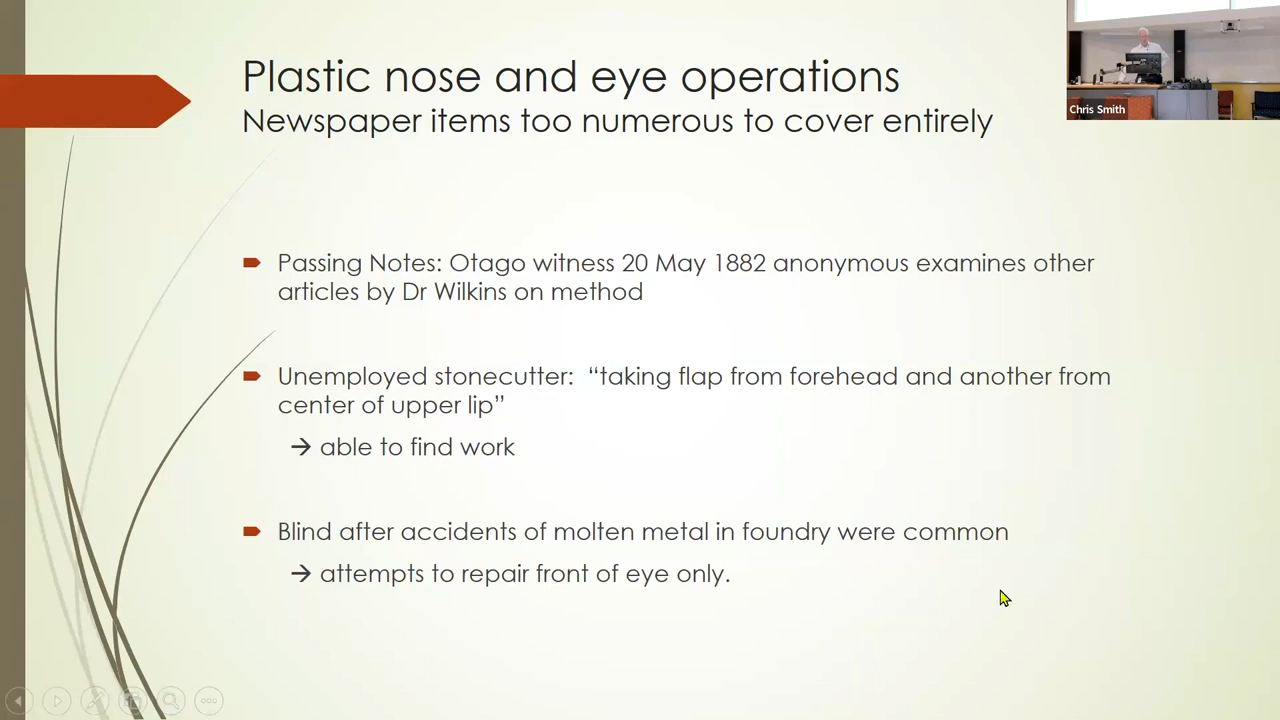 Plastic nose and eye operations
Newspaper items too numerous to cover entirely
Chris Smith
Passing Notes: Otago witness 20 May 1882 anonymous examines other
articles by Dr Wilkins on method
Unemployed stonecutter: “taking flap from forehead and another from
center of upper lip”
→ able to find work
Blind after accidents of molten metal in foundry were common
→ attempts to repair front of eye only.